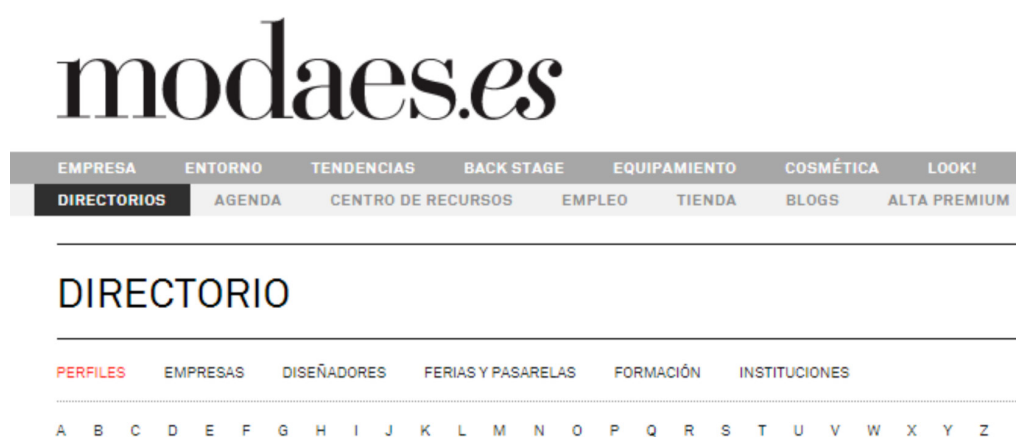 modaes.es
EMPRESA ENTORNO TENDENCIAS BACK STAGE EQUIPAMIENTO COSMÉTICA LOOK!
DIRECTORIOS AGENDA CENTRO DE RECURSOS EMPLEO TIENDA BLOGS ALTA PREMIUM
DIRECTORIO
PERFILES EMPRESAS DISEÑADORES FERIAS Y PASARELAS FORMACIÓN INSTITUCIONES
A B C D E F G H I J K L M N O P Q R S T U V W X Y Z